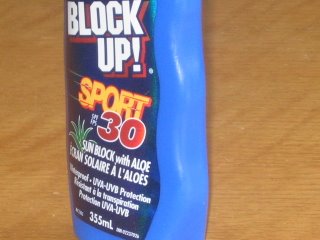 BLOCK
UP!®
SPORT
SPF
FPS 30
SUN BLOCK with ALOE
ÉCRAN SOLAIRE À L'ALOÈS
Waterproof • UVA-UVB Protection
Résistant à la transpiration
Protection UVA-UVB
355mL